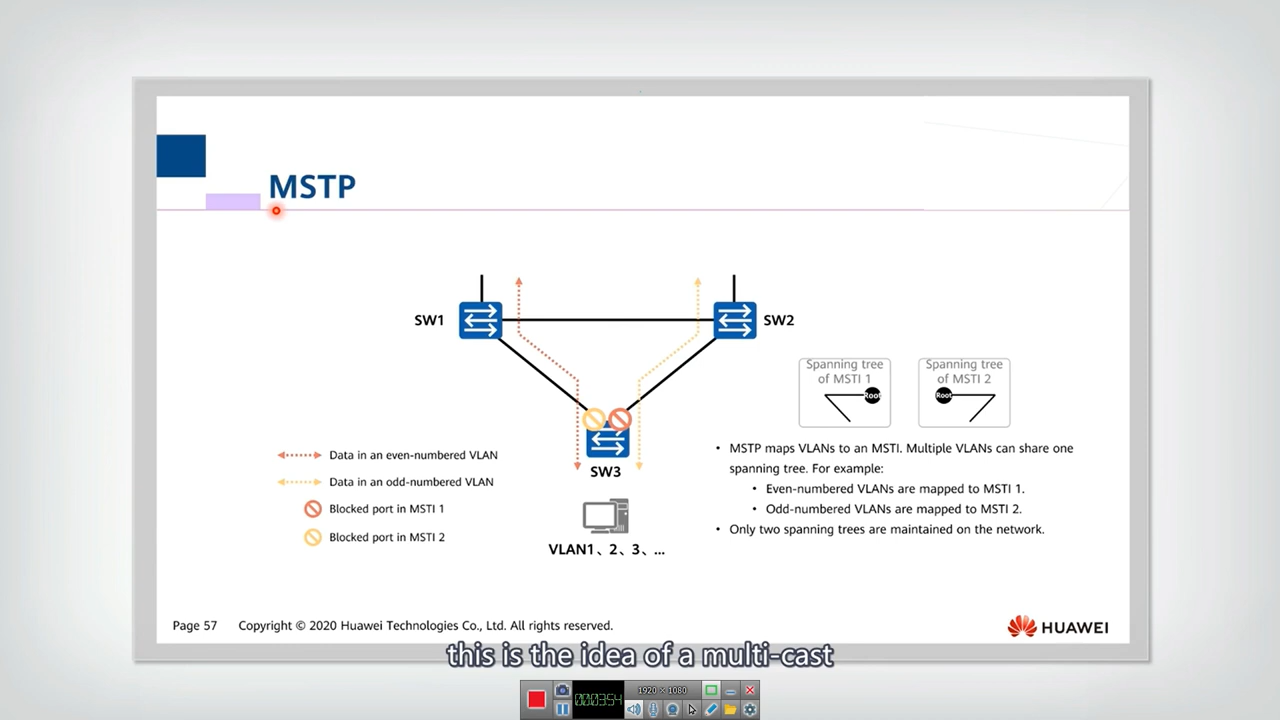 MSTP
SW1
SW2
Spanning tree
of MSTI 1
Root
Spanning tree
of MSTI 2
Root
SW3
VLAN1、2、3、...
Data in an even-numbered VLAN
Data in an odd-numbered VLAN
Blocked port in MSTI 1
Blocked port in MSTI 2
• MSTP maps VLANs to an MSTI. Multiple VLANs can share one
spanning tree. For example:
• Even-numbered VLANs are mapped to MSTI 1.
• Odd-numbered VLANs are mapped to MSTI 2.
• Only two spanning trees are maintained on the network.
Page 57 Copyright © 2020 Huawei Technologies Co., Ltd. All rights reserved.
HUAWEI
this is the idea of a multi-cast
000354
1920 × 1080